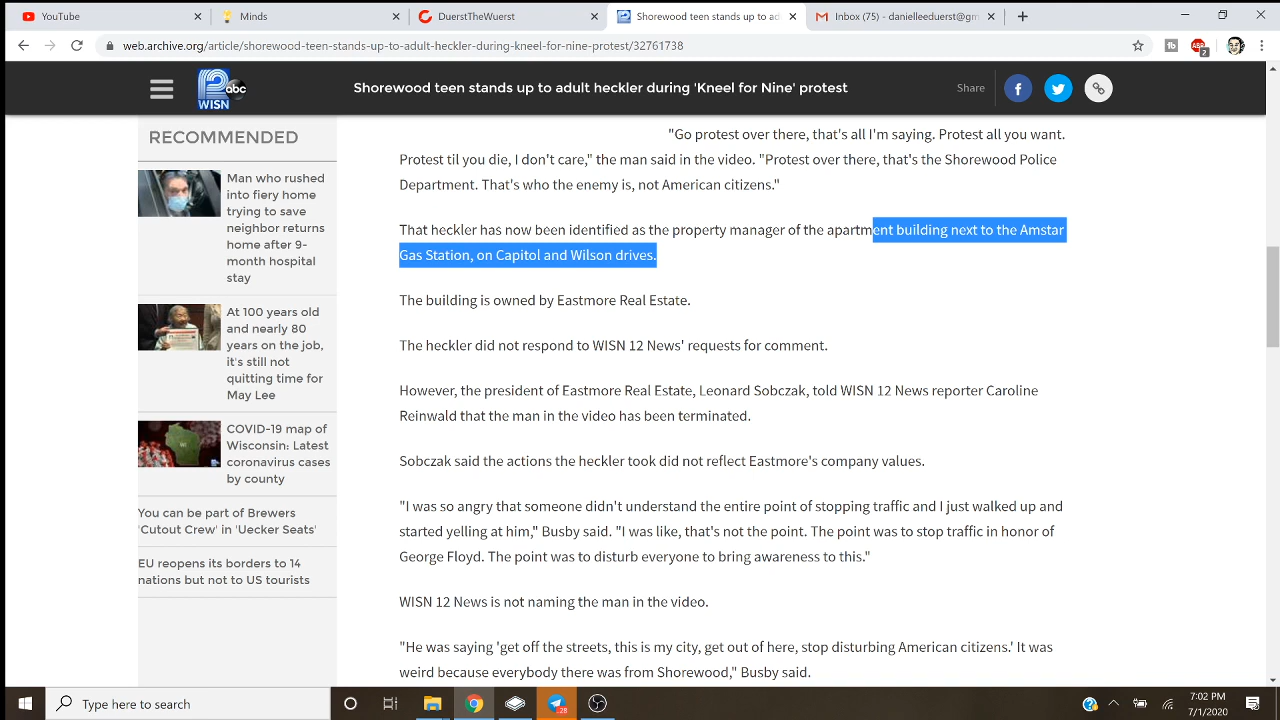 YouTube
Minds
DuerstTheWuerst
Shorewood teen stands up to ad
Inbox (75) - danielleeduerst@gm
web.archive.org/article/shorewood-teen-stands-up-to-adult-heckler-during-kneel-for-nine-protest/32761738
tb
ABP
2
12
WISN
abc
Shorewood teen stands up to adult heckler during 'Kneel for Nine' protest
Share
RECOMMENDED
Man who rushed
into fiery home
trying to save
neighbor returns
home after 9-
month hospital
stay
At 100 years old
and nearly 80
years on the job,
it's still not
quitting time for
May Lee
COVID-19 map of
Wisconsin: Latest
coronavirus cases
by county
You can be part of Brewers
'Cutout Crew' in 'Uecker Seats'
EU reopens its borders to 14
nations but not to US tourists
"Go protest over there, that's all I'm saying. Protest all you want.
Protest til you die, I don't care," the man said in the video. "Protest over there, that's the Shorewood Police
Department. That's who the enemy is, not American citizens."
That heckler has now been identified as the property manager of the apartment building next to the Amstar
Gas Station, on Capitol and Wilson drives.
The building is owned by Eastmore Real Estate.
The heckler did not respond to WISN 12 News' requests for comment.
However, the president of Eastmore Real Estate, Leonard Sobczak, told WISN 12 News reporter Caroline
Reinwald that the man in the video has been terminated.
Sobczak said the actions the heckler took did not reflect Eastmore's company values.
"I was so angry that someone didn't understand the entire point of stopping traffic and I just walked up and
started yelling at him," Busby said. "I was like, that's not the point. The point was to stop traffic in honor of
George Floyd. The point was to disturb everyone to bring awareness to this."
WISN 12 News is not naming the man in the video.
"He was saying 'get off the streets, this is my city, get out of here, stop disturbing American citizens.' It was
weird because everybody there was from Shorewood," Busby said.
Type here to search
28
7:02 PM
7/1/2020